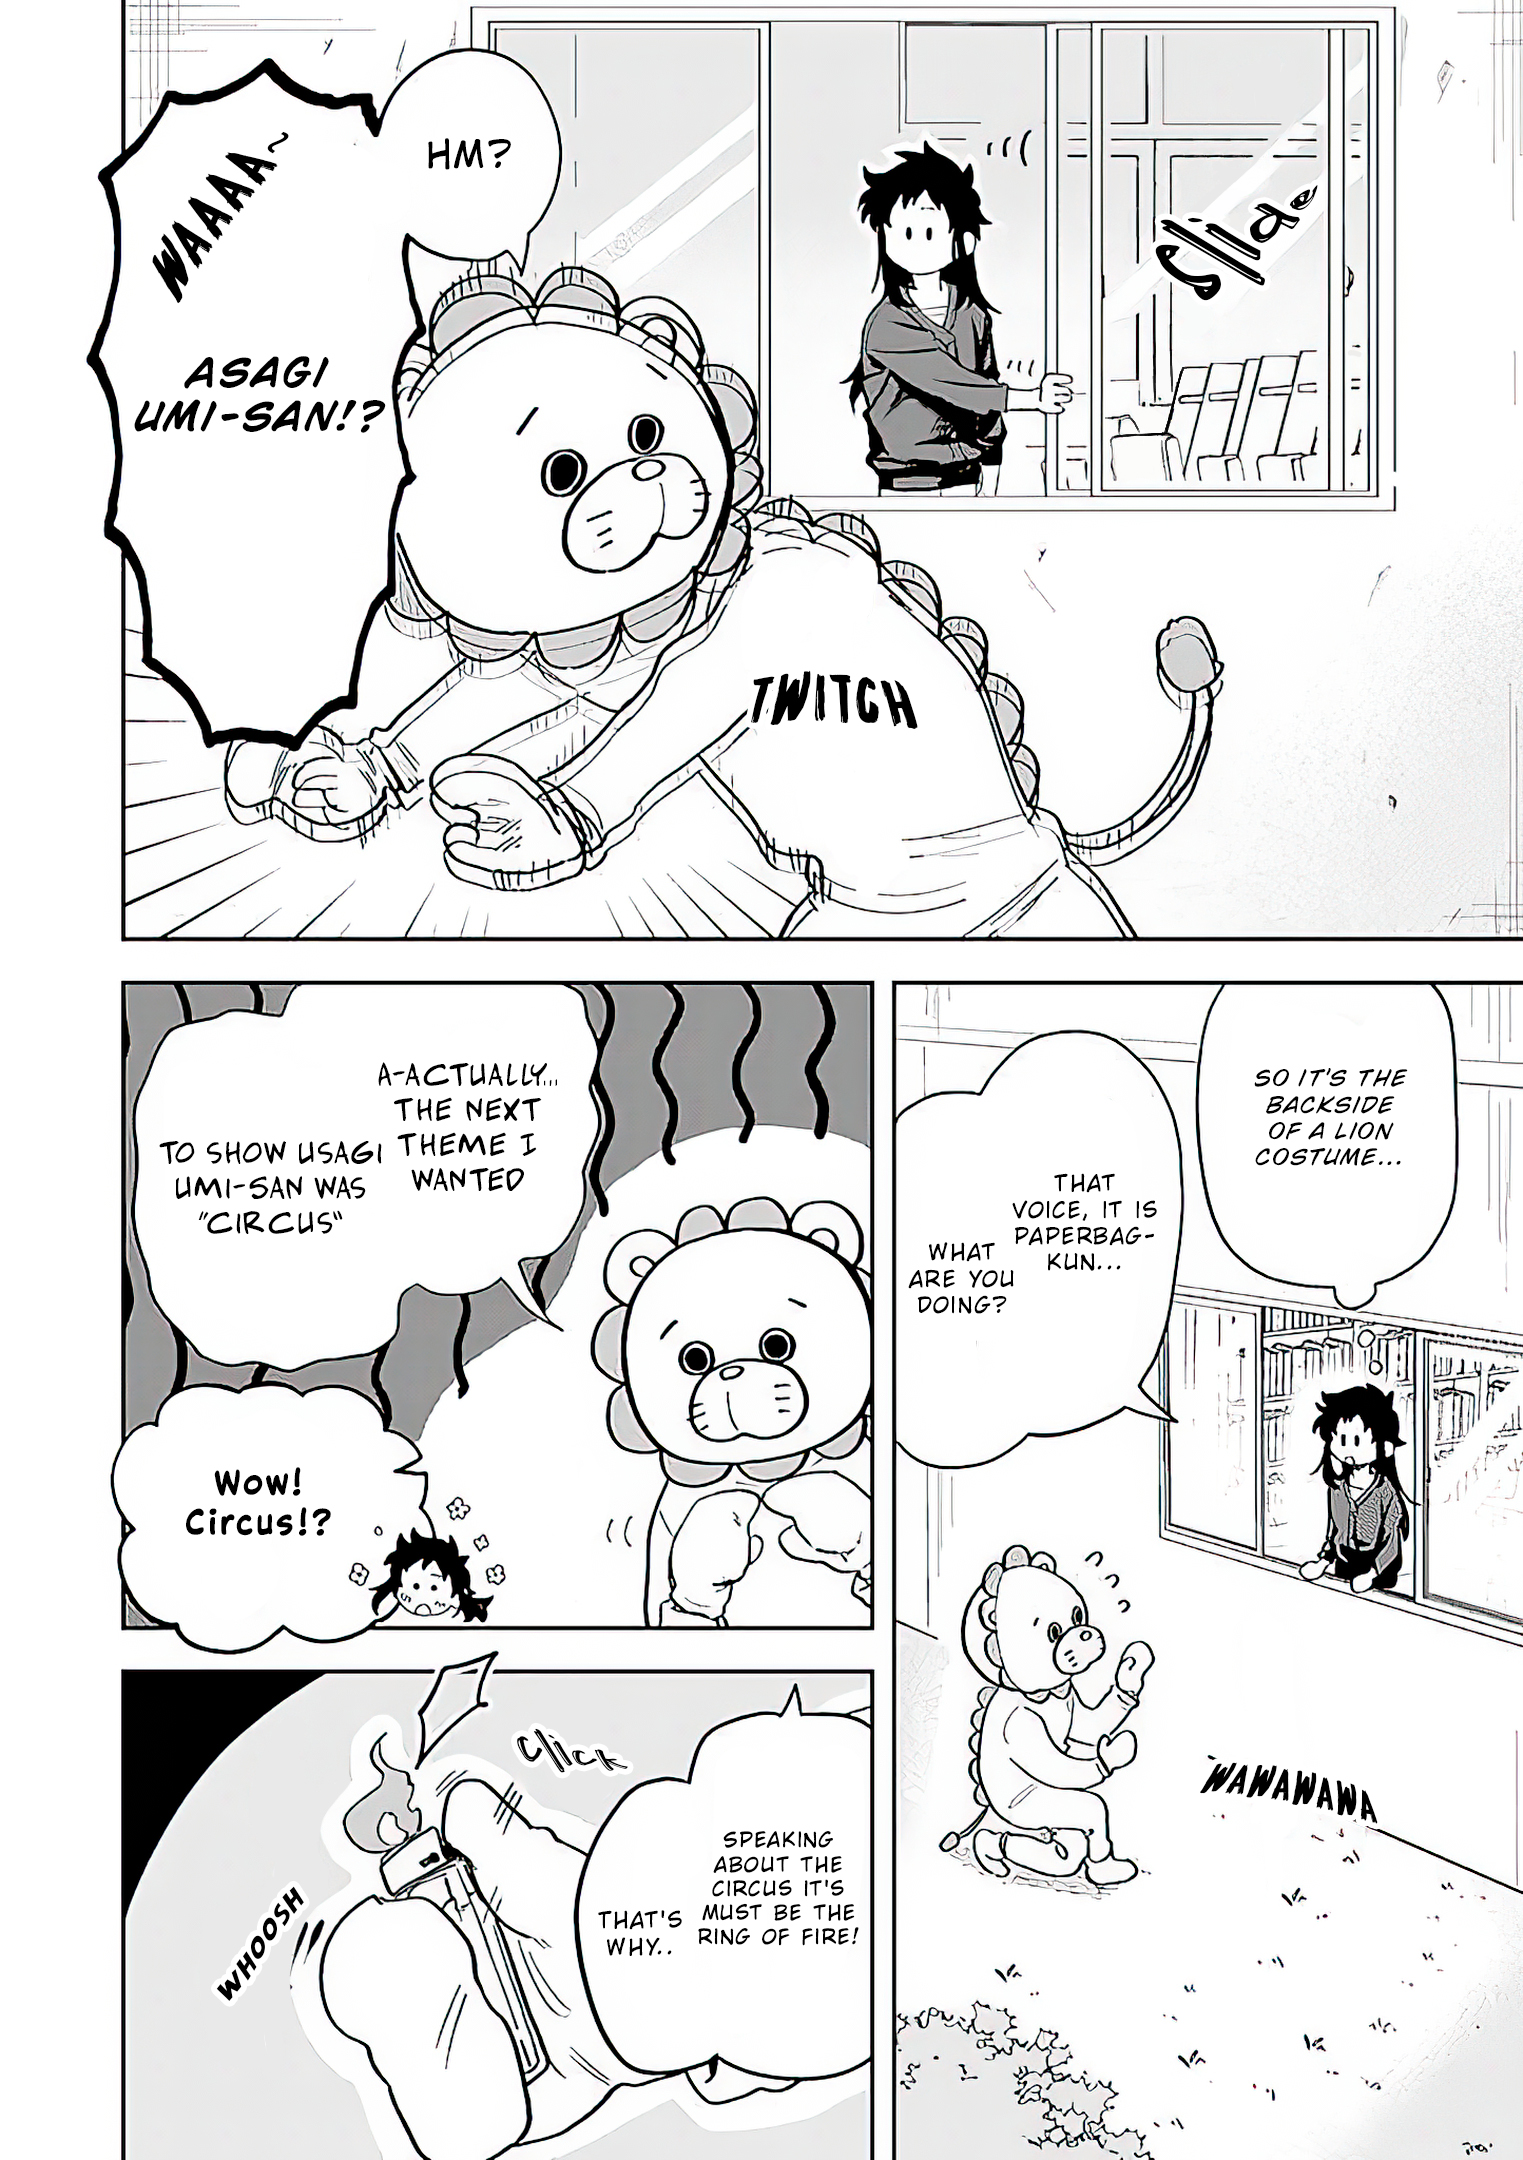 HM?
WAAA~
ASAGI
UMI-SAN!?
TWITCH
SO IT'S THE
BACKSIDE
OF A LION
COSTUME...
THAT
VOICE, IT IS
PAPERBAG-
KUN...
WHAT
ARE YOU
DOING?
WAWAWAWA
A-ACTUALLY...
THE NEXT
THEME I
WANTED
TO SHOW USAGI
UMI-SAN WAS
"CIRCUS"
Wow!
Circus!?
SPEAKING
ABOUT THE
CIRCUS IT'S
MUST BE THE
RING OF FIRE!
THAT'S
WHY..
Click
WHOOSH